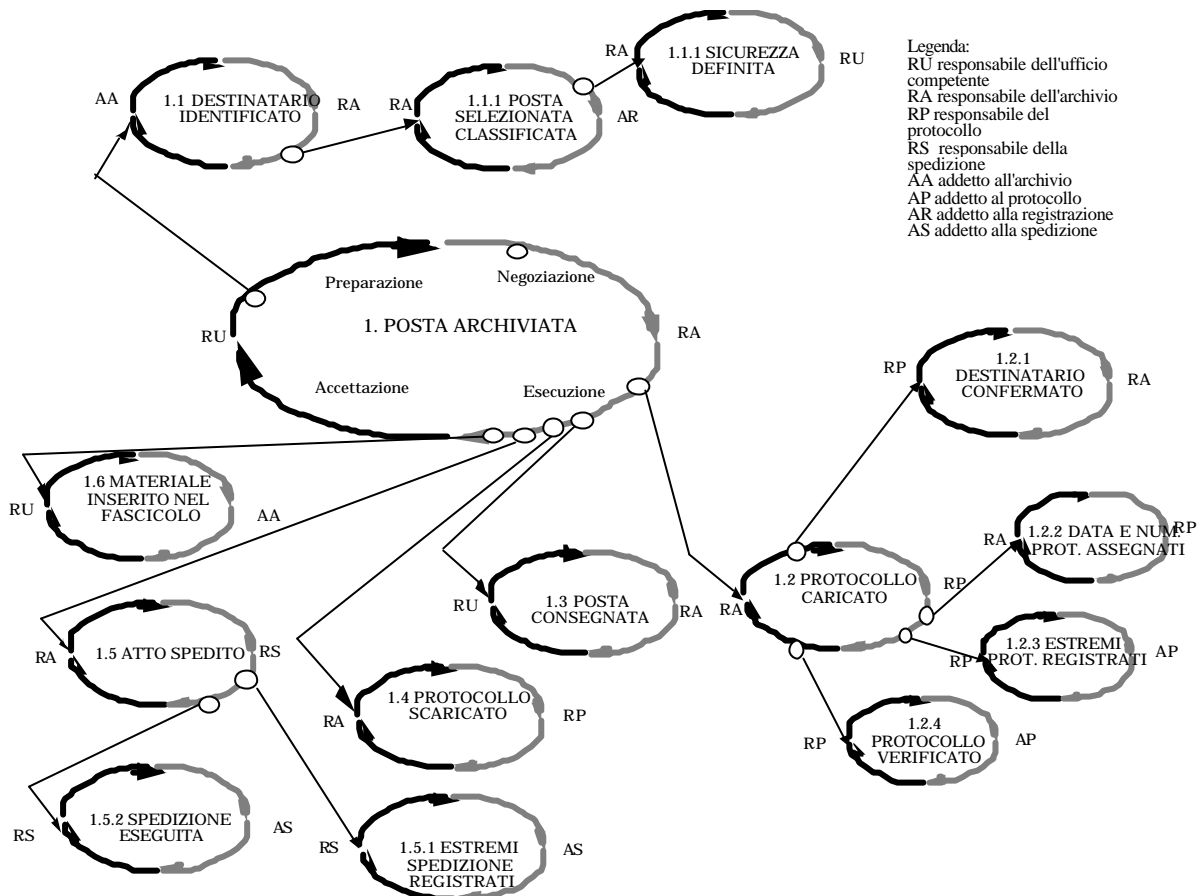 AA
1.1 DESTINATARIO
IDENTIFICATO
RA
RA
1.1.1 POSTA
SELEZIONATA
CLASSIFICATA
AR
RA
1.1.1 SICUREZZA
DEFINITA
RU
Legenda:
RU responsabile dell'ufficio
competente
RA responsabile dell'archivio
RP responsabile del
protocollo
RS responsabile della
spedizione
AA addetto all'archivio
AP addetto al protocollo
AR addetto alla registrazione
AS addetto alla spedizione
Preparazione
Negoziazione
RU
1. POSTA ARCHIVIATA
RA
Accettazione
Esecuzione
RP
1.2.1
DESTINATARIO
CONFERMATO
RA
RU
1.6 MATERIALE
INSERITO NEL
FASCICOLO
AA
RA
1.2.2 DATA E NUM.
PROT. ASSEGNATI
RP
RU
1.3 POSTA
CONSEGNATA
RA
RA
1.2 PROTOCOLLO
CARICATO
RP
RA
1.5 ATTO SPEDITO
RS
RP
1.2.3 ESTREMI
PROT. REGISTRATI
AP
RA
1.4 PROTOCOLLO
SCARICATO
RP
RP
1.2.4
PROTOCOLLO
VERIFICATO
AP
RS
1.5.2 SPEDIZIONE
ESEGUITA
AS
RS
1.5.1 ESTREMI
SPEDIZIONE
REGISTRATI
AS